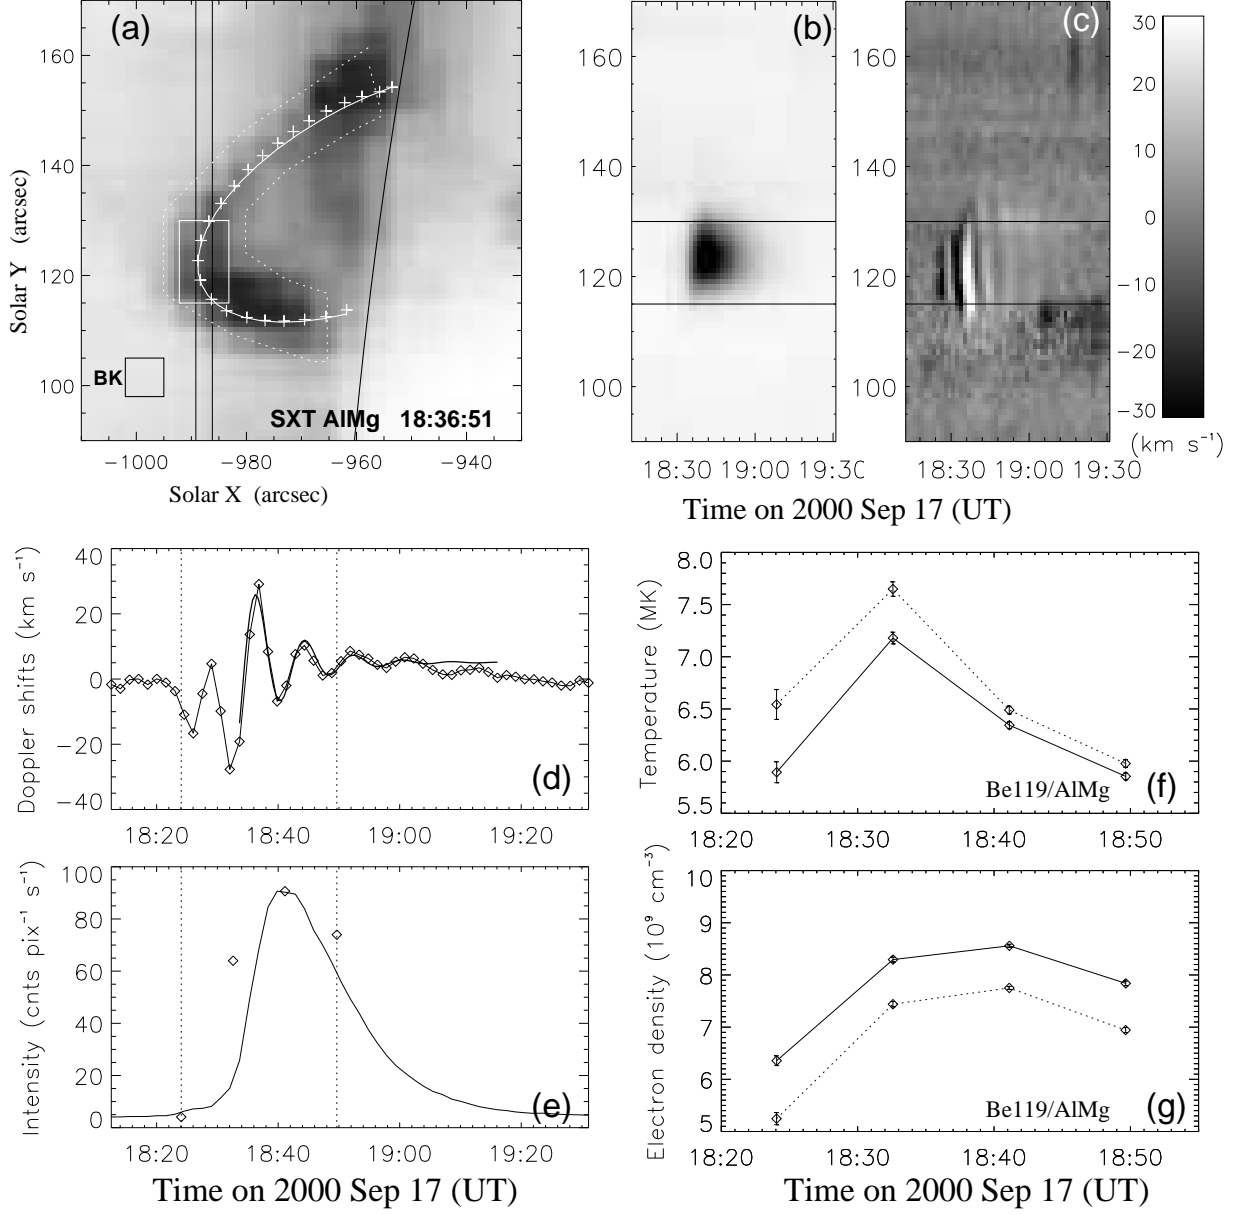 (a)
160
140
120
100
Solar Y (arcsec)
BK
SXT AlMg 18:36:51
−1000 −980 −960 −940
Solar X (arcsec)
(b)
160
140
120
100
18:30 19:00 19:30
(c)
160
140
120
100
18:30 19:00 19:30
30
20
10
0
−10
−20
−30
(km s⁻¹)
Time on 2000 Sep 17 (UT)
Doppler shifts (km s⁻¹)
40
20
0
−20
−40
(d)
18:20 18:40 19:00 19:20
Intensity (cnts pix⁻¹ s⁻¹)
100
80
60
40
20
0
(e)
18:20 18:40 19:00 19:20
Time on 2000 Sep 17 (UT)
Temperature (MK)
8.0
7.5
7.0
6.5
6.0
5.5
Be119/AlMg
(f)
18:20 18:30 18:40 18:50
Electron density (10⁹ cm⁻³)
10
9
8
7
6
5
Be119/AlMg
(g)
18:20 18:30 18:40 18:50
Time on 2000 Sep 17 (UT)